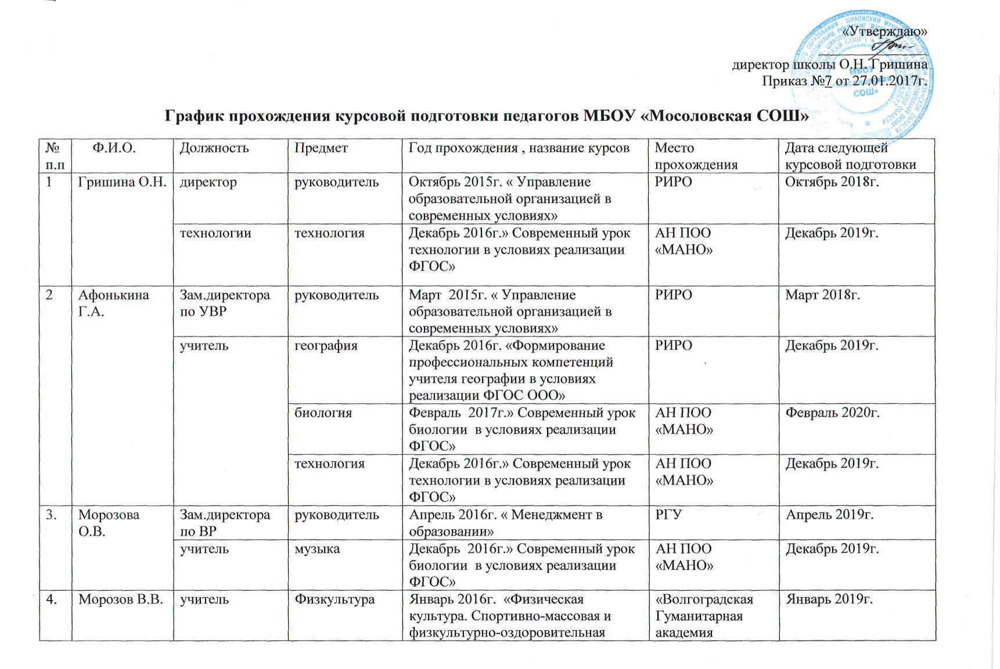 «Утверждаю»
директор школы О.Н. Гришина
Приказ №7 от 27.01.2017г.
МБОУ
СОШ»
График прохождения курсовой подготовки педагогов МБОУ «Мосоловская СОШ»
№ п.п Ф.И.О. Должность Предмет Год прохождения , название курсов Место прохождения Дата следующей курсовой подготовки
1 Гришина О.Н. директор руководитель Октябрь 2015г. « Управление
образовательной организацией в
современных условиях» РИРО Октябрь 2018г.
технологии технология Декабрь 2016г.» Современный урок
технологии в условиях реализации
ФГОС» АН ПОО
«МАНО» Декабрь 2019г.
2 Афонькина
Г.А. Зам.директора
по УВР руководитель Март 2015г. « Управление
образовательной организацией в
современных условиях» РИРО Март 2018г.
учитель география Декабрь 2016г. «Формирование
профессиональных компетенций
учителя географии в условиях
реализации ФГОС ООО» РИРО Декабрь 2019г.
биология Февраль 2017г.» Современный урок
биологии в условиях реализации
ФГОС» АН ПОО
«МАНО» Февраль 2020г.
технология Декабрь 2016г.» Современный урок
технологии в условиях реализации
ФГОС» АН ПОО
«МАНО» Декабрь 2019г.
3. Морозова
О.В. Зам.директора
по ВР руководитель Апрель 2016г. « Менеджмент в
образовании» РГУ Апрель 2019г.
учитель музыка Декабрь 2016г.» Современный урок
биологии в условиях реализации
ФГОС» АН ПОО
«МАНО» Декабрь 2019г.
4. Морозов В.В. учитель Физкультура Январь 2016г. «Физическая
культура. Спортивно-массовая и
физкультурно-оздоровительная «Волгоградская
Гуманитарная
академия Январь 2019г.